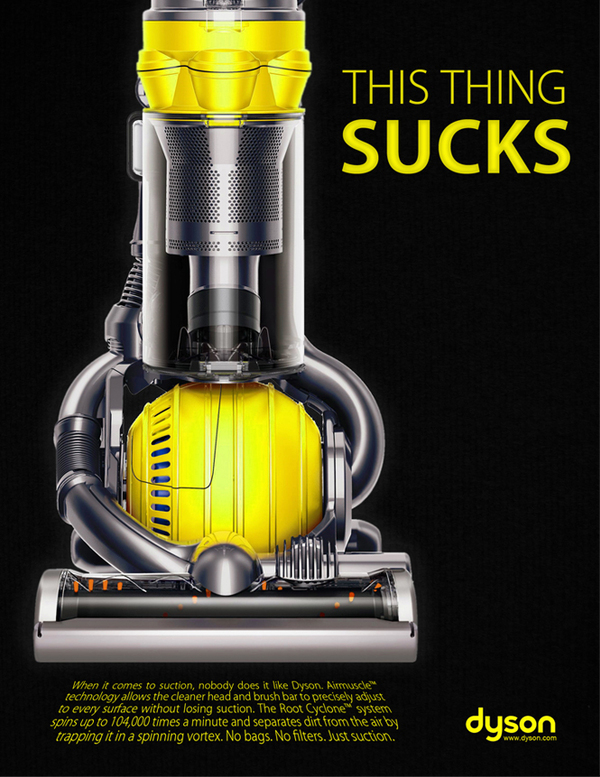 THIS THING
SUCKS
When it comes to suction, nobody does it like Dyson. Airmuscle™
technology allows the cleaner head and brush bar to precisely adjust
to every surface without losing suction. The Root Cyclone™ system
spins up to 104,000 times a minute and separates dirt from the air by
trapping it in a spinning vortex. No bags. No filters. Just suction.
dyson
www.dyson.com